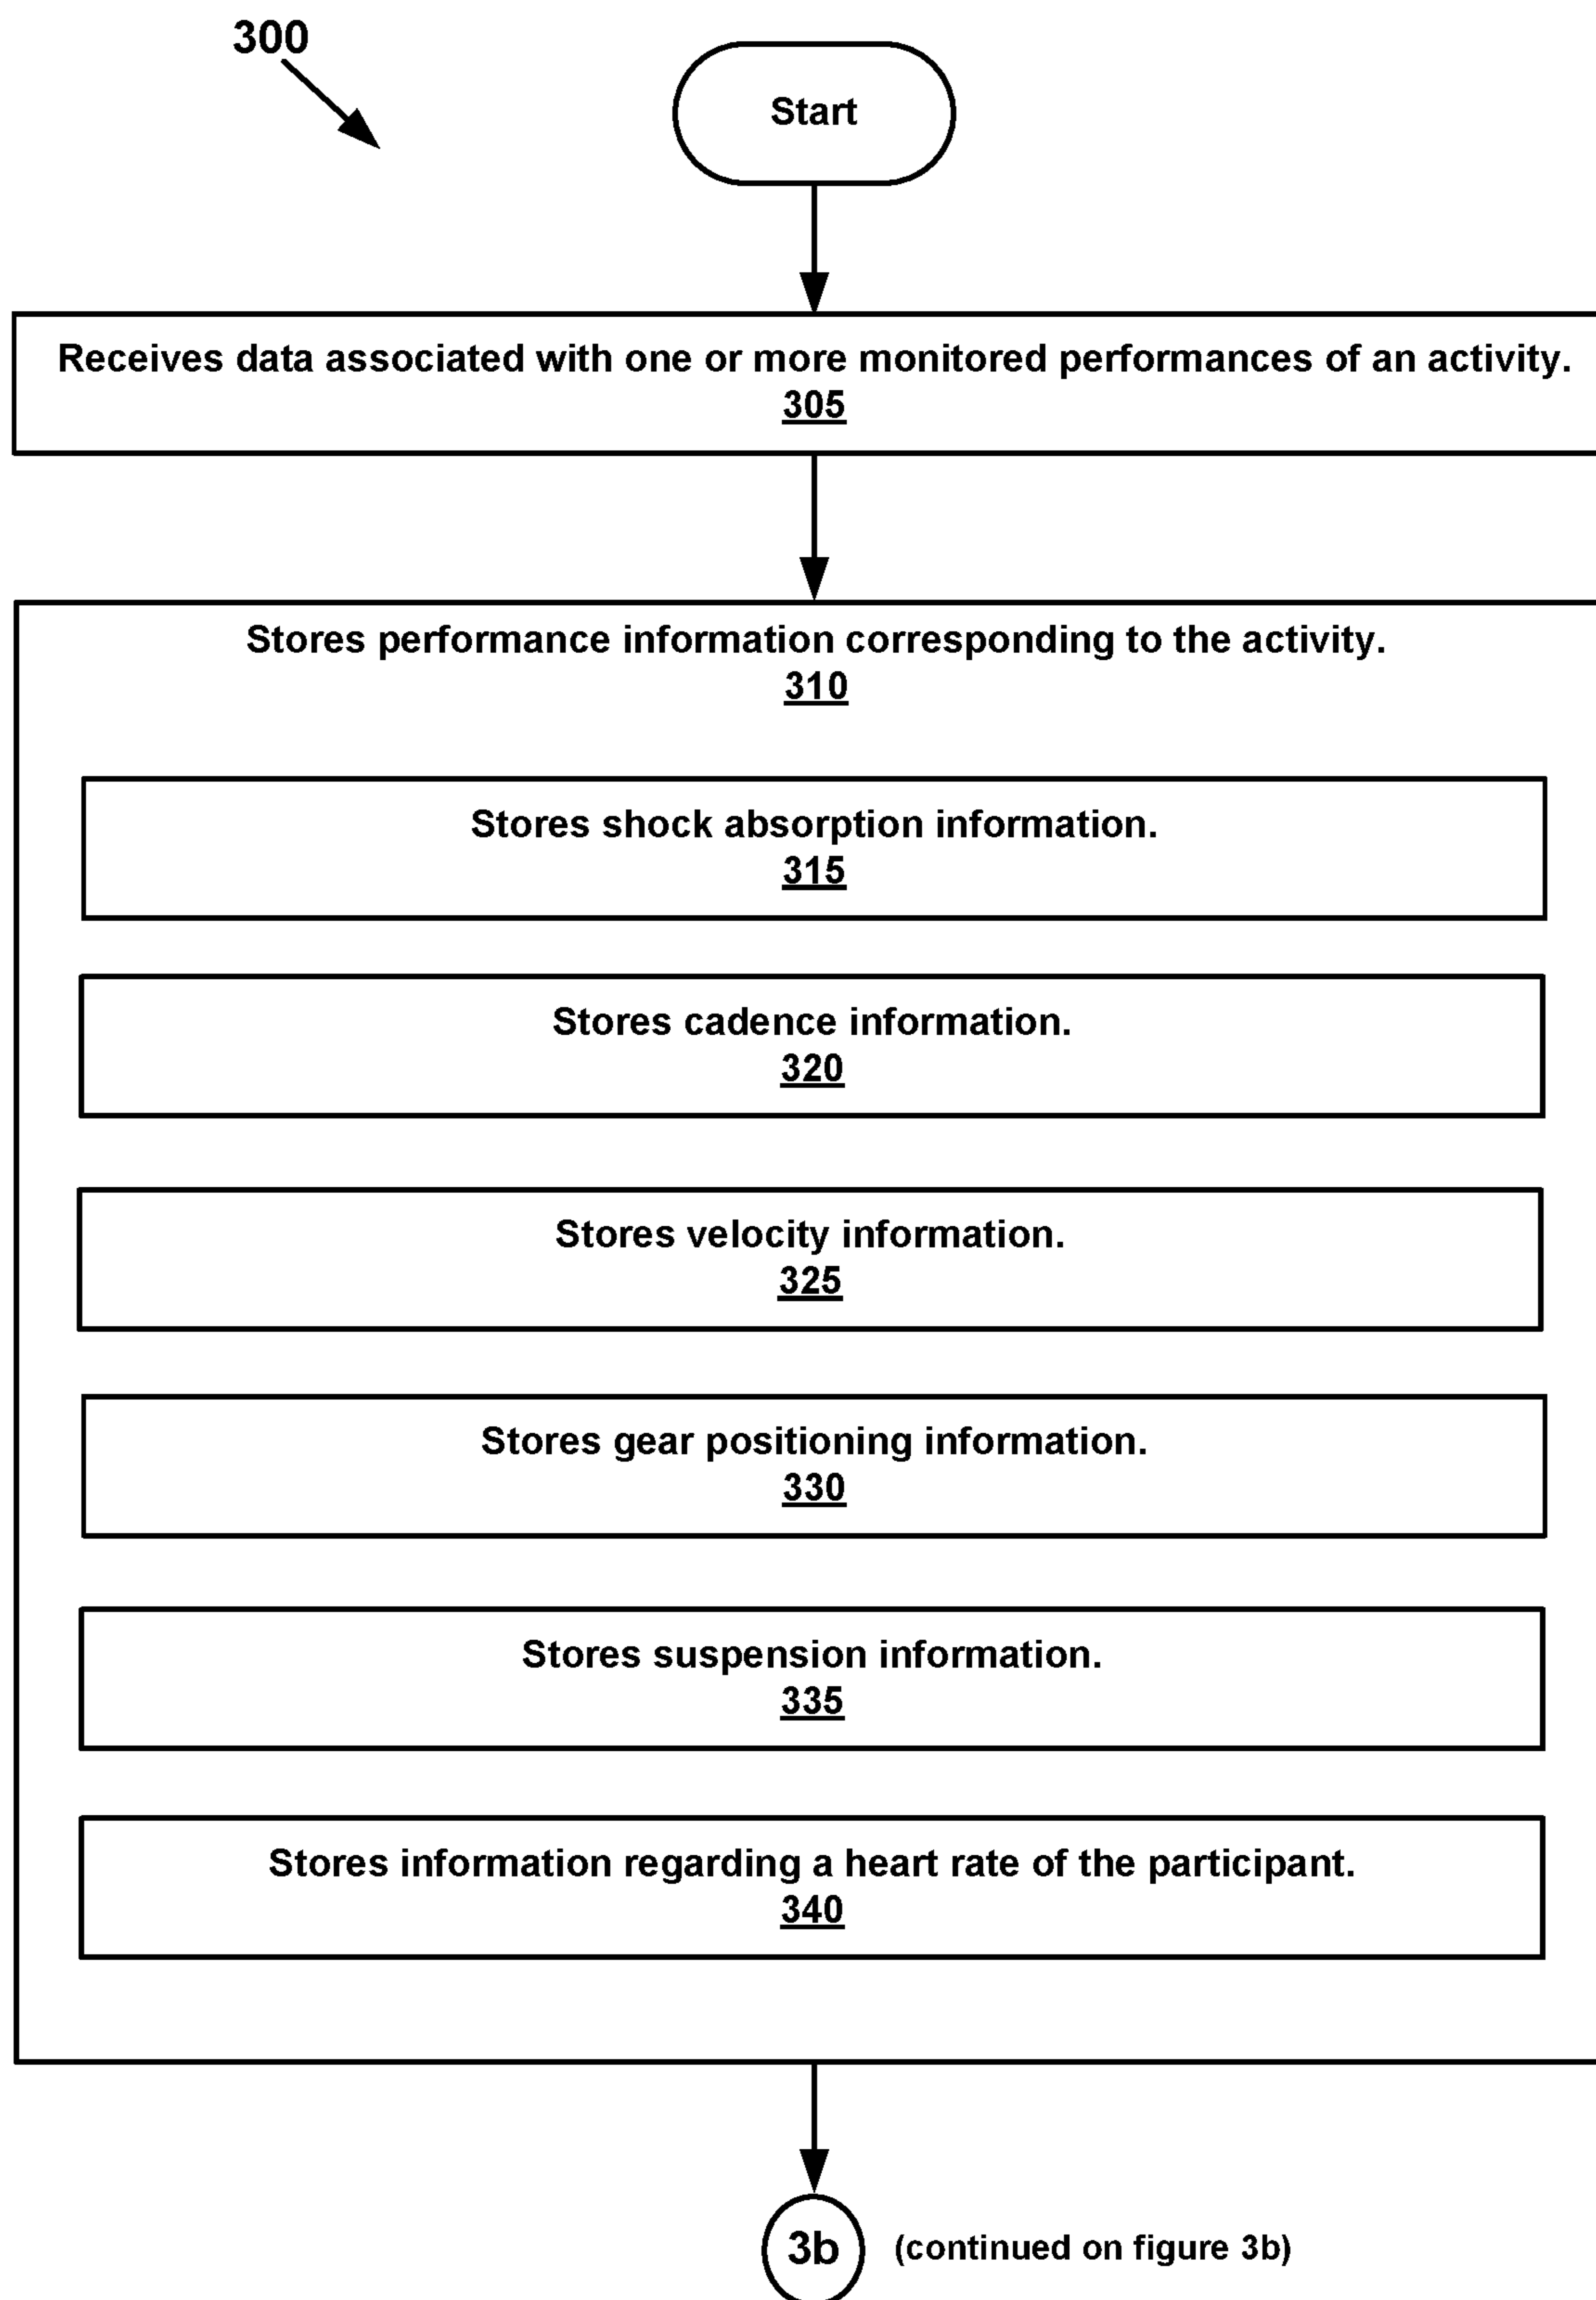 300
Start
Receives data associated with one or more monitored performances of an activity.
305
Stores performance information corresponding to the activity.
310
Stores shock absorption information.
315
Stores cadence information.
320
Stores velocity information.
325
Stores gear positioning information.
330
Stores suspension information.
335
Stores information regarding a heart rate of the participant.
340
3b (continued on figure 3b)